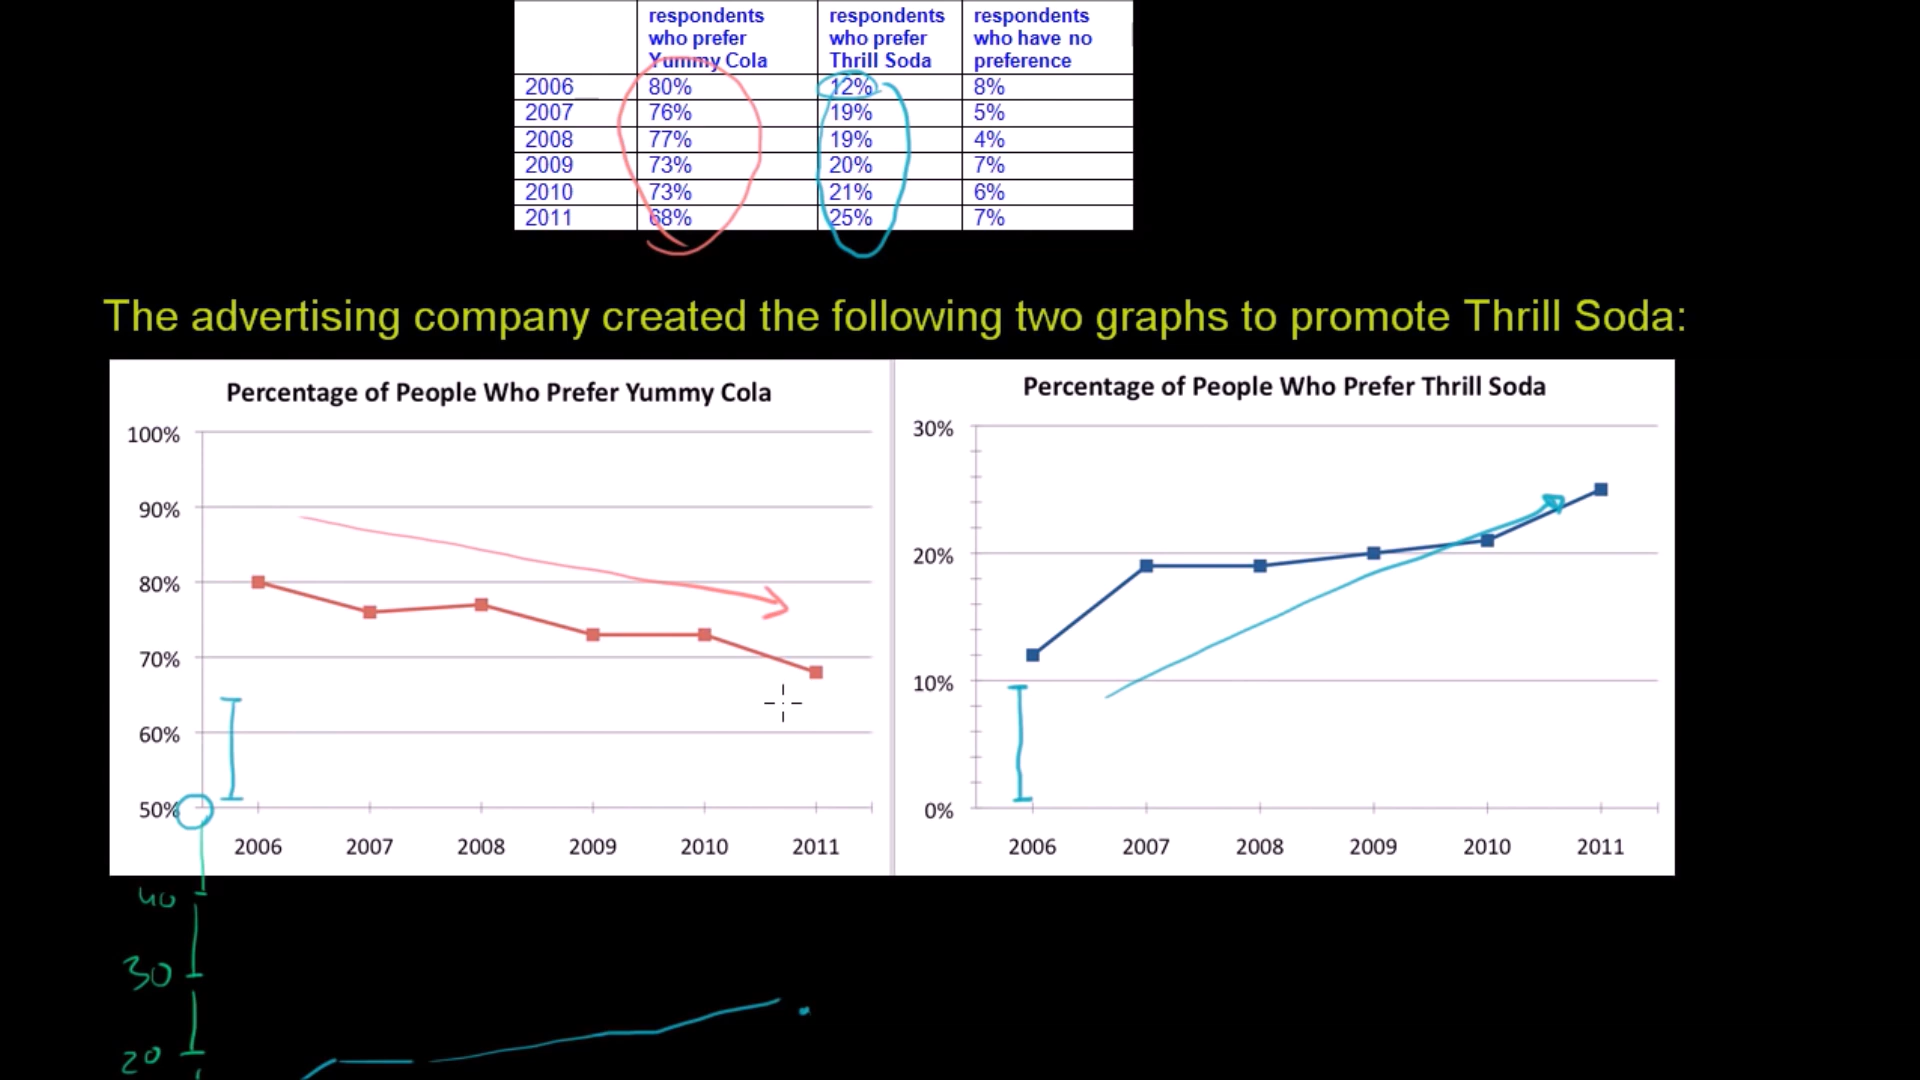 respondents respondents respondents
who prefer who prefer who have no
Yummy Cola Thrill Soda preference
2006 80% 12% 8%
2007 76% 19% 5%
2008 77% 19% 4%
2009 73% 20% 7%
2010 73% 21% 6%
2011 68% 25% 7%
The advertising company created the following two graphs to promote Thrill Soda:
Percentage of People Who Prefer Yummy Cola
100%
90%
80%
70%
60%
50%
2006 2007 2008 2009 2010 2011
Percentage of People Who Prefer Thrill Soda
30%
20%
10%
0%
2006 2007 2008 2009 2010 2011
40
30
20